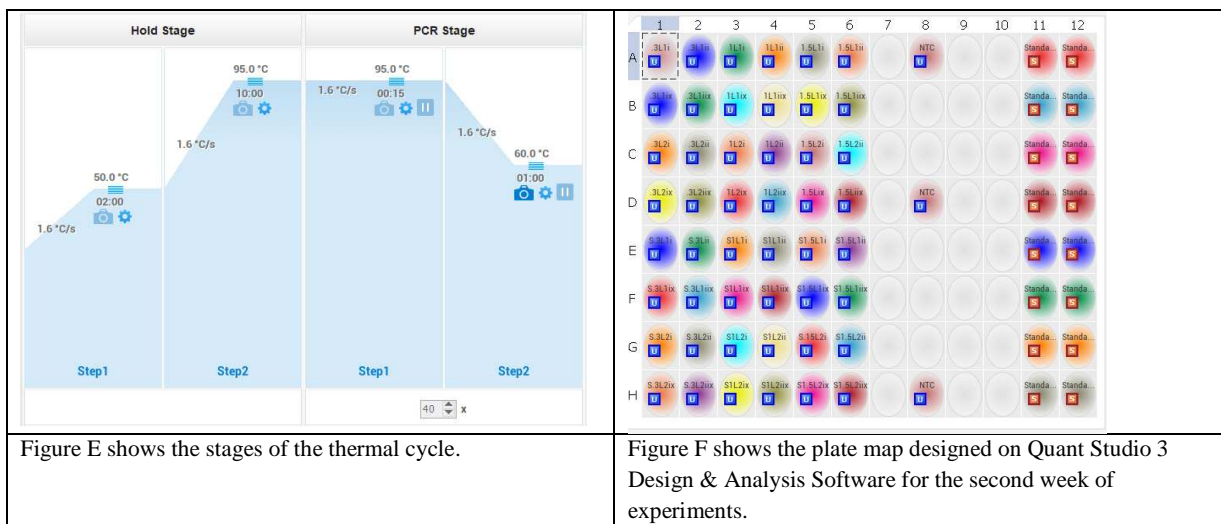 Hold Stage
PCR Stage
95.0 °C
10:00
1.6 °C/s
50.0 °C
02:00
1.6 °C/s
Step1
Step2
95.0 °C
1.6 °C/s
00:15
1.6 °C/s
60.0 °C
01:00
Step1
Step2
40 x
1 2 3 4 5 6 7 8 9 10 11 12
A .3L1i .3L1ii 1L1i 1L1ii 1.5L1i 1.5L1ii NTC Standa... Standa...
U U U U U U U S S
B .3L1ix .3L1iix 1L1ix 1L1iix 1.5L1ix 1.5L1iix Standa... Standa...
U U U U U U S S
C .3L2i .3L2ii 1L2i 1L2ii 1.5L2i 1.5L2ii Standa... Standa...
U U U U U U S S
D .3L2ix .3L2iix 1L2ix 1L2iix 1.5Lix 1.5Liix NTC Standa... Standa...
U U U U U U U S S
E S.3L1i S.3Lii S1L1i S1L1ii S1.5L1i S1.5L1ii Standa... Standa...
U U U U U U S S
F S.3L1ix S.3L1iix S1L1ix S1L1iix S1.5L1ix S1.5L1iix Standa... Standa...
U U U U U U S S
G S.3L2i S.3L2ii S1L2i S1L2ii S.15L2i S1.5L2ii Standa... Standa...
U U U U U U S S
H S.3L2ix S.3L2iix S1L2ix S1L2iix S1.5L2ix S1.5L2iix NTC Standa... Standa...
U U U U U U U S S
Figure E shows the stages of the thermal cycle.
Figure F shows the plate map designed on Quant Studio 3
Design & Analysis Software for the second week of
experiments.